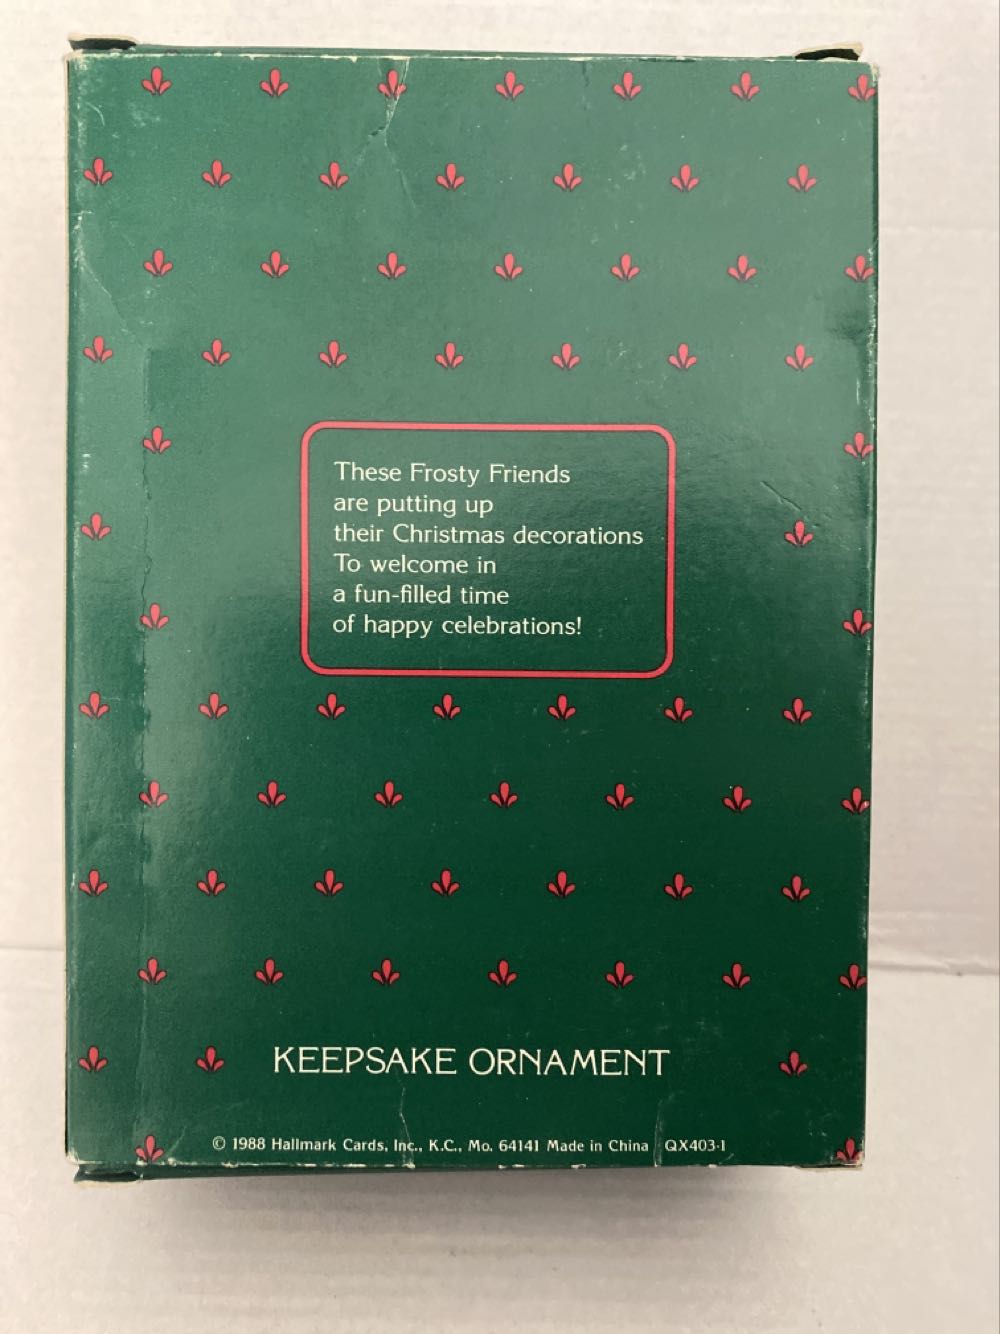 These Frosty Friends
are putting up
their Christmas decorations
To welcome in
a fun-filled time
of happy celebrations!
KEEPSAKE ORNAMENT
© 1988 Hallmark Cards, Inc., K.C., Mo. 64141 Made in China QX403-1